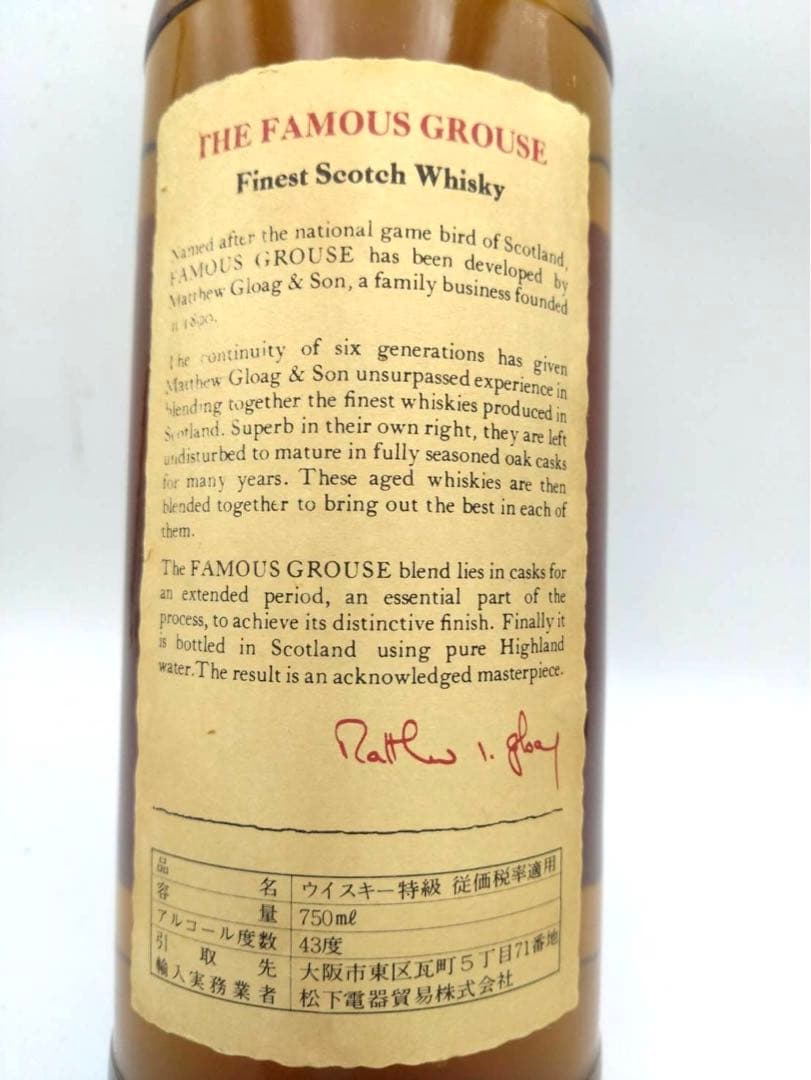 THE FAMOUS GROUSE
Finest Scotch Whisky
Named after the national game bird of Scotland,
FAMOUS GROUSE has been developed by
Matthew Gloag & Son, a family business founded
The continuity of six generations has given
Matthew Gloag & Son unsurpassed experience in
blending together the finest whiskies produced in
Scotland. Superb in their own right, they are left
undisturbed to mature in fully seasoned oak casks
for many years. These aged whiskies are then
blended together to bring out the best in each of
them.
The FAMOUS GROUSE blend lies in casks for
an extended period, an essential part of the
process, to achieve its distinctive finish. Finally it
is bottled in Scotland using pure Highland
water. The result is an acknowledged masterpiece.
Matthew I. Gloag
品名 ウイスキー特級 従価税率適用
容量 750ml
アルコール度数 43度
引取先 大阪市東区瓦町5丁目71番地
輸入実務業者 松下電器貿易株式会社